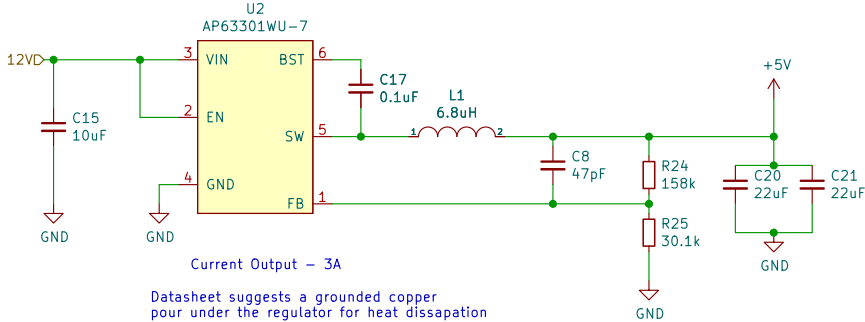 U2
AP63301WU-7
12V
3
VIN
BST
6
C17
0.1uF
+5V
L1
6.8uH
C15
10uF
2
EN
SW
5
1
2
C8
47pF
R24
158k
C20
22uF
C21
22uF
4
GND
FB
1
R25
30.1k
GND
GND
GND
GND
Current Output - 3A
Datasheet suggests a grounded copper
pour under the regulator for heat dissapation